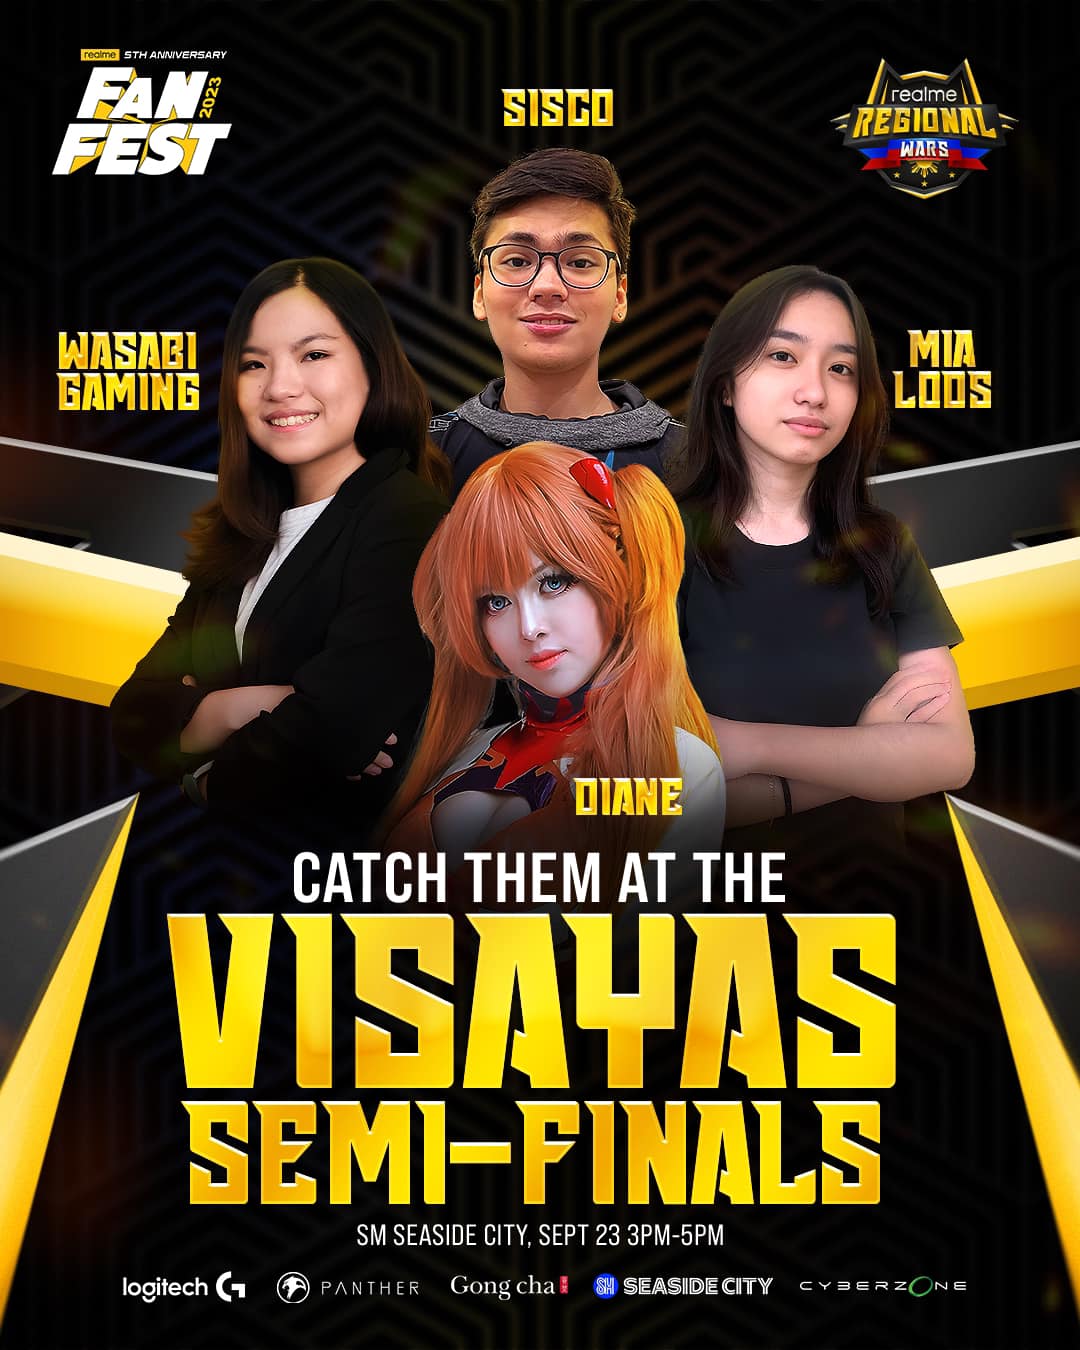 realme 5TH ANNIVERSARY
FAN
FEST
2023
SISCO
realme
REGIONAL
WARS
WASABI
GAMING
MIA
LOOS
DIANE
CATCH THEM AT THE
VISAYAS
SEMI-FINALS
SM SEASIDE CITY, SEPT 23 3PM-5PM
logitech G
PANTHER
Gong cha
SM SEASIDE CITY
CYBERZONE